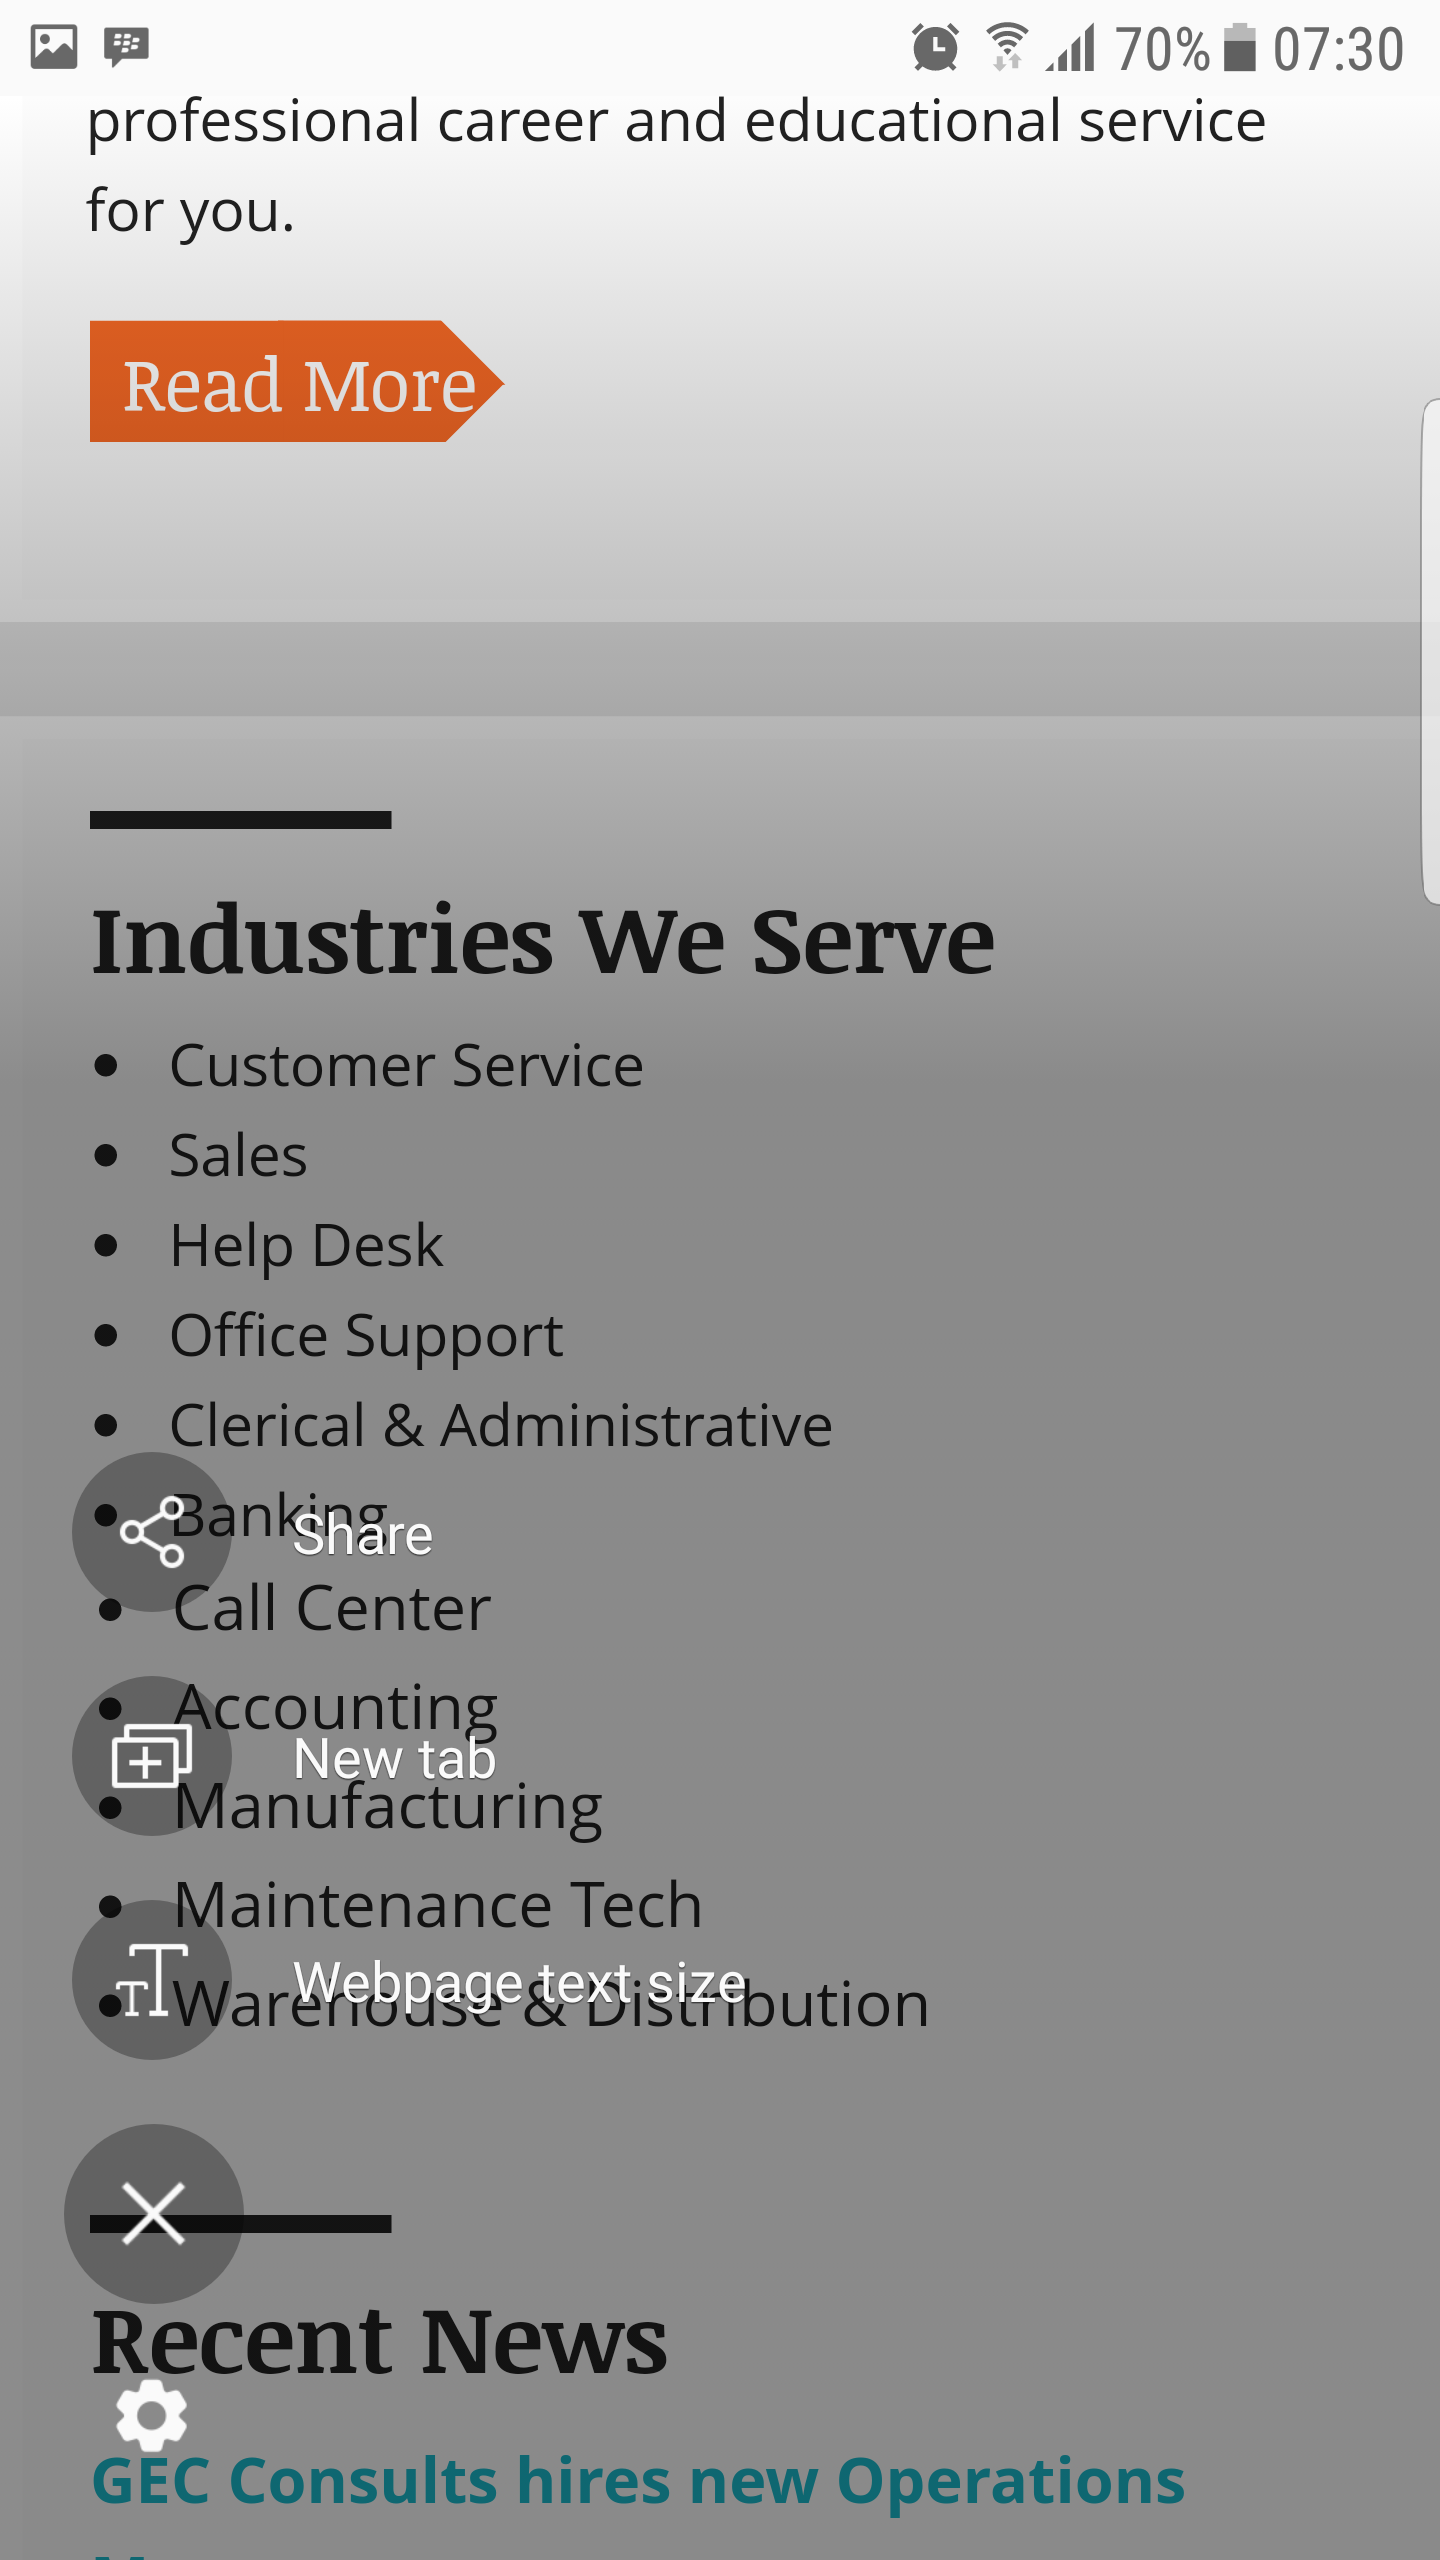 70% 07:30
professional career and educational service
for you.
Read More
Industries We Serve
Customer Service
Sales
Help Desk
Office Support
Clerical & Administrative
Banking
Share
Call Center
Accounting
New tab
Manufacturing
Maintenance Tech
Webpage text size
Warehouse & Distribution
Recent News
GEC Consults hires new Operations